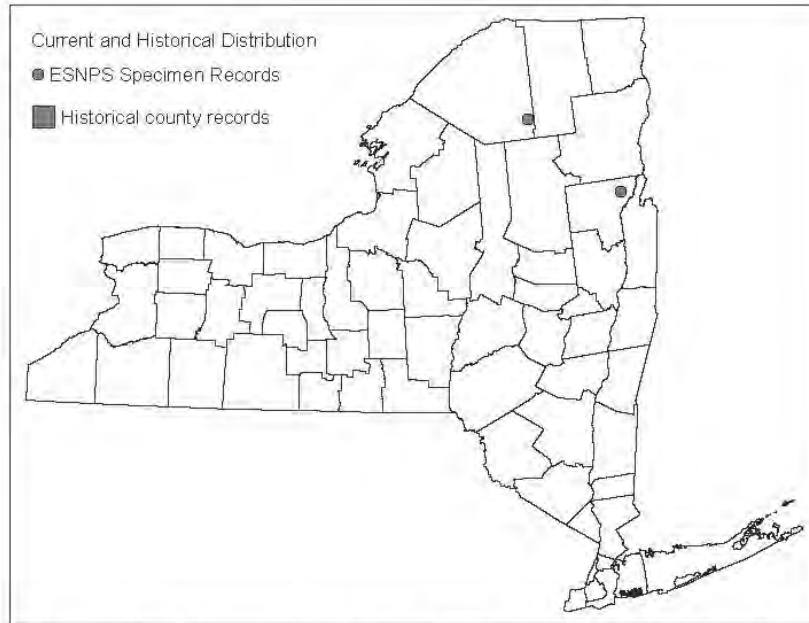 Current and Historical Distribution
ESNPS Specimen Records
Historical county records